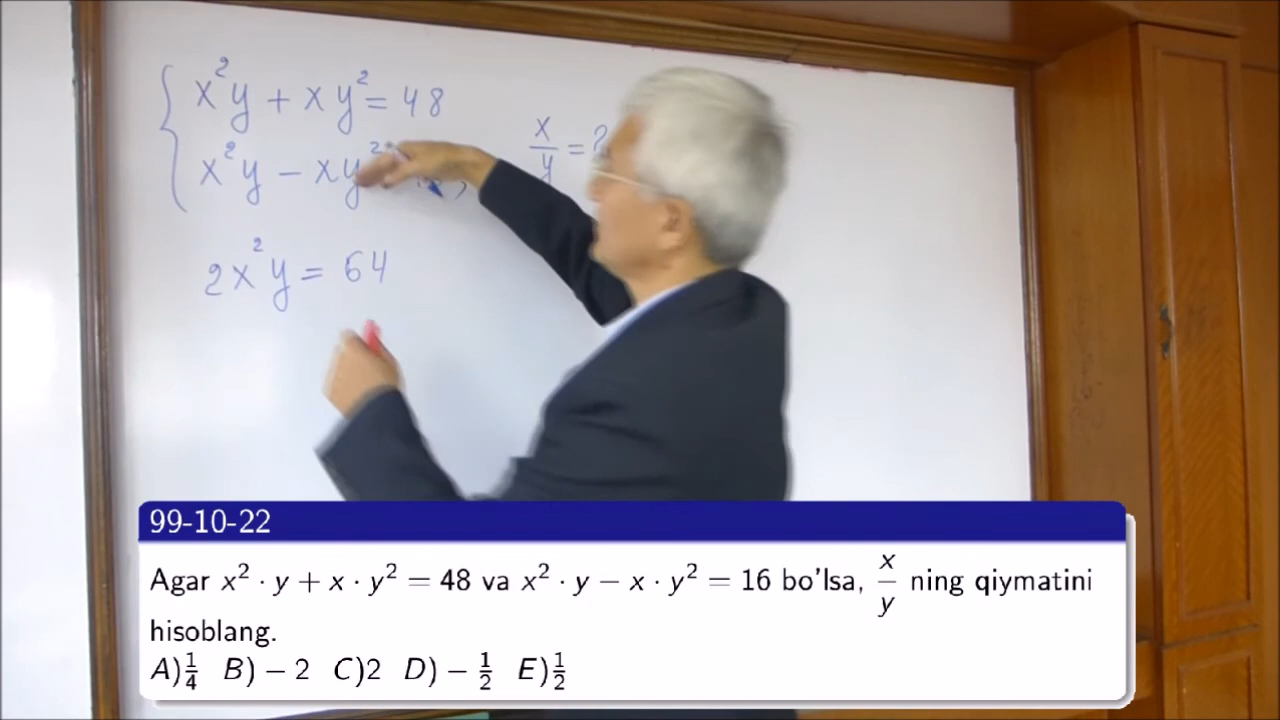 x²y + xy² = 48
x²y − xy²
x/y =
2x²y = 64
99-10-22
Agar x² · y + x · y² = 48 va x² · y − x · y² = 16 bo'lsa, x/y ning qiymatini
hisoblang.
A) 1/4 B) − 2 C) 2 D) − 1/2 E) 1/2